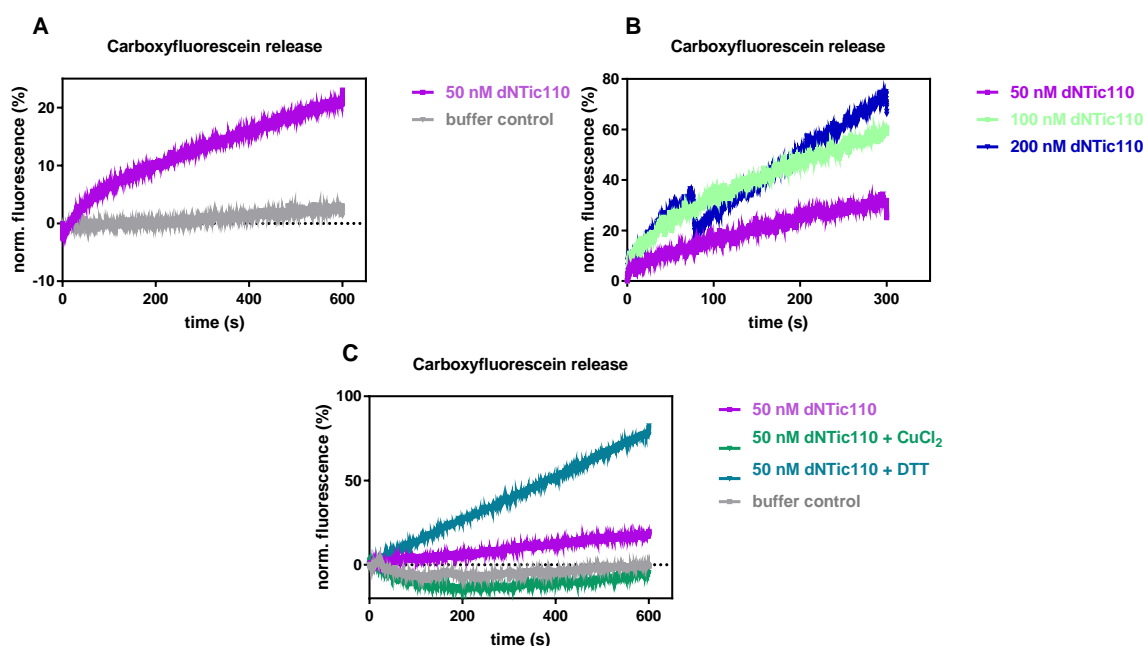 A
Carboxyfluorescein release
norm. fluorescence (%)
20
10
0
-10
0
200
400
600
time (s)
50 nM dNTic110
buffer control
B
Carboxyfluorescein release
norm. fluorescence (%)
80
60
40
20
0
0
100
200
300
time (s)
50 nM dNTic110
100 nM dNTic110
200 nM dNTic110
C
Carboxyfluorescein release
norm. fluorescence (%)
100
50
0
0
200
400
600
time (s)
50 nM dNTic110
50 nM dNTic110 + CuCl₂
50 nM dNTic110 + DTT
buffer control